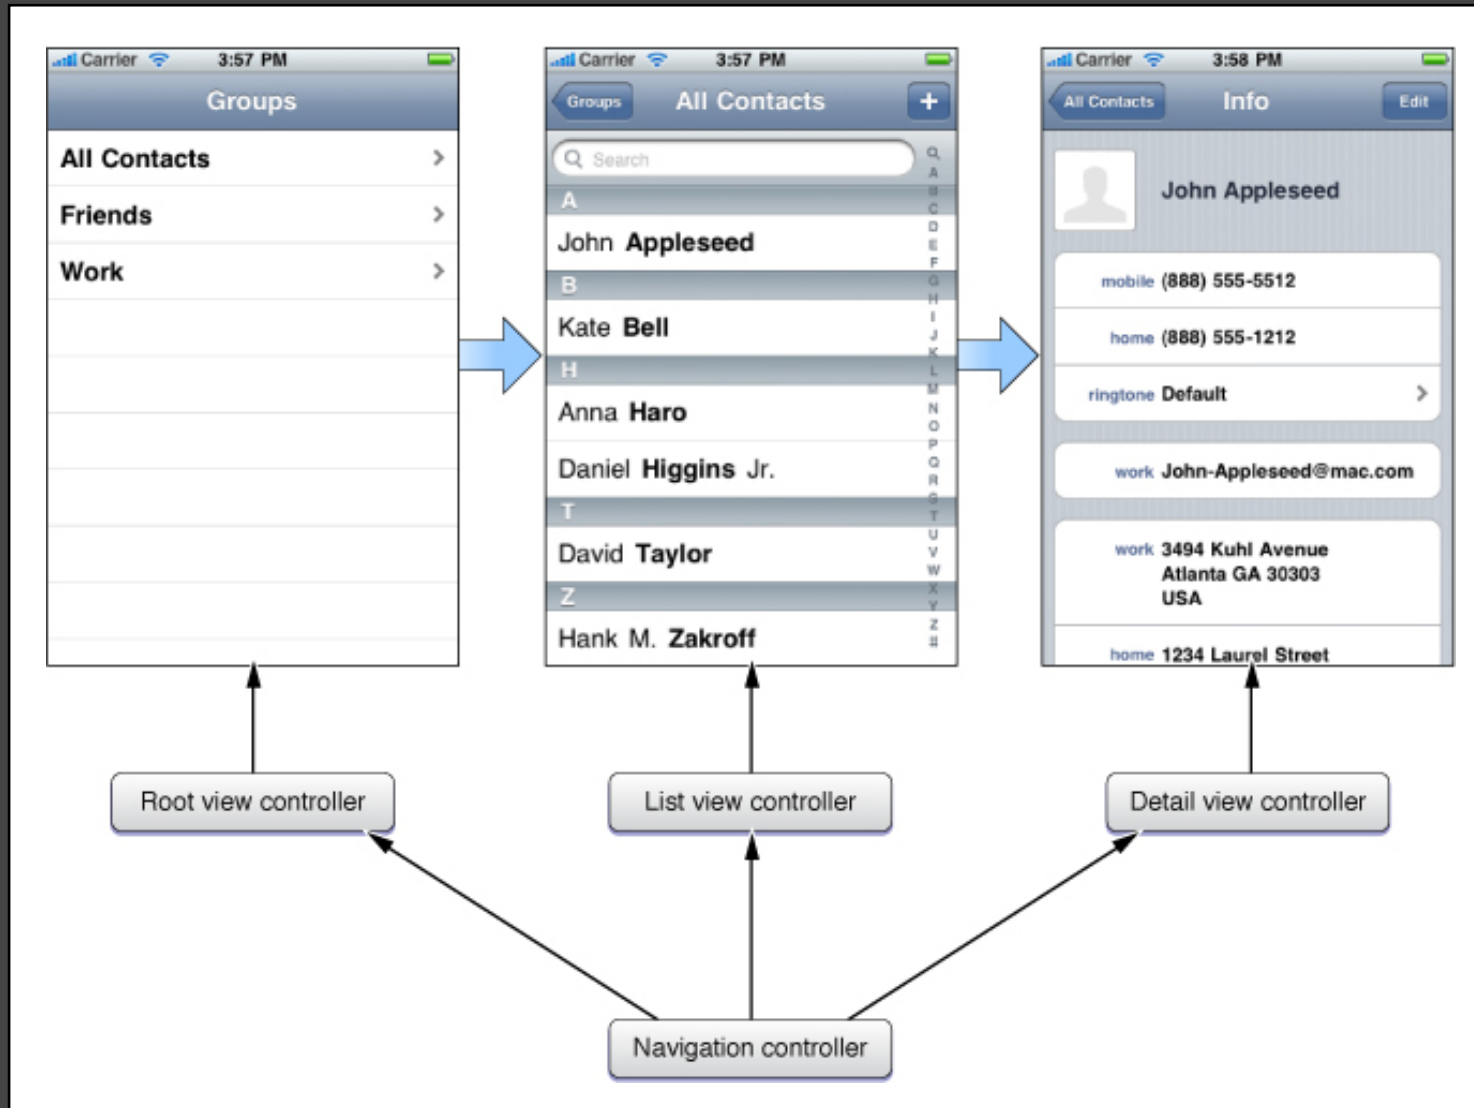 Carrier 3:57 PM
Groups
All Contacts
Friends
Work
Carrier 3:57 PM
Groups All Contacts +
Search
A
John Appleseed
B
Kate Bell
H
Anna Haro
Daniel Higgins Jr.
T
David Taylor
Z
Hank M. Zakroff
A
B
C
D
E
F
G
H
I
J
K
L
M
N
O
P
Q
R
S
T
U
V
W
X
Y
Z
#
Carrier 3:58 PM
All Contacts Info Edit
John Appleseed
mobile (888) 555-5512
home (888) 555-1212
ringtone Default
work John-Appleseed@mac.com
work 3494 Kuhl Avenue
Atlanta GA 30303
USA
home 1234 Laurel Street
Root view controller
List view controller
Detail view controller
Navigation controller